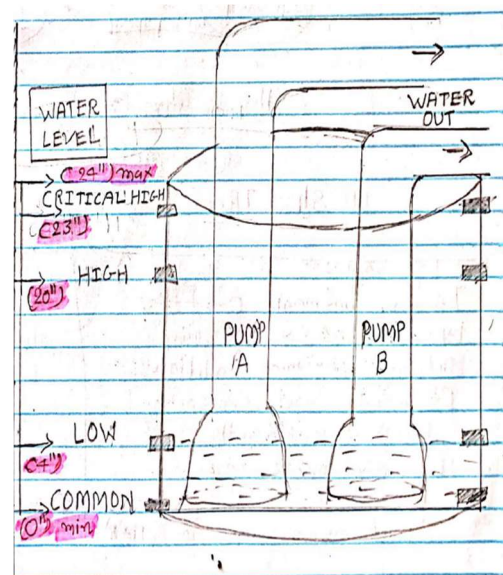 WATER
LEVEL
WATER
OUT
(24") max
CRITICAL HIGH
(23")
HIGH
(20")
PUMP
A
PUMP
B
LOW
(4")
COMMON
(0") min